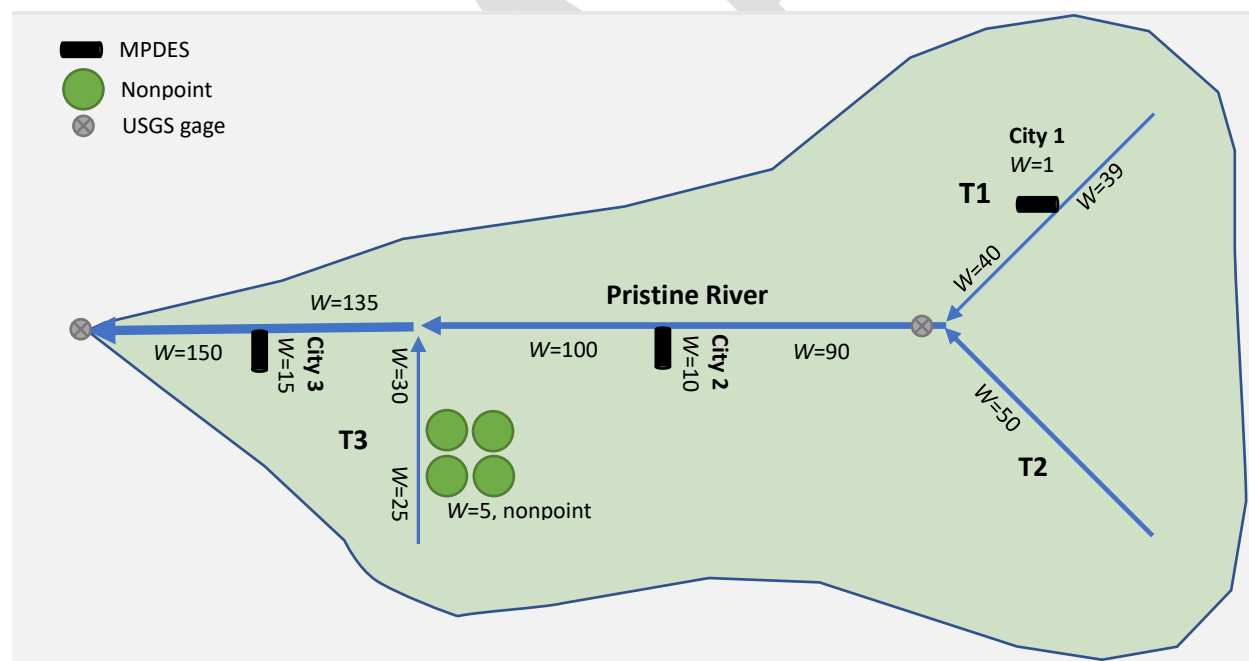 MPDES
Nonpoint
USGS gage
City 1
W=1
T1
W=39
W=40
Pristine River
W=135
W=150
City 3
W=15
W=100
City 2
W=10
W=90
W=50
T2
W=30
T3
W=25
W=5, nonpoint